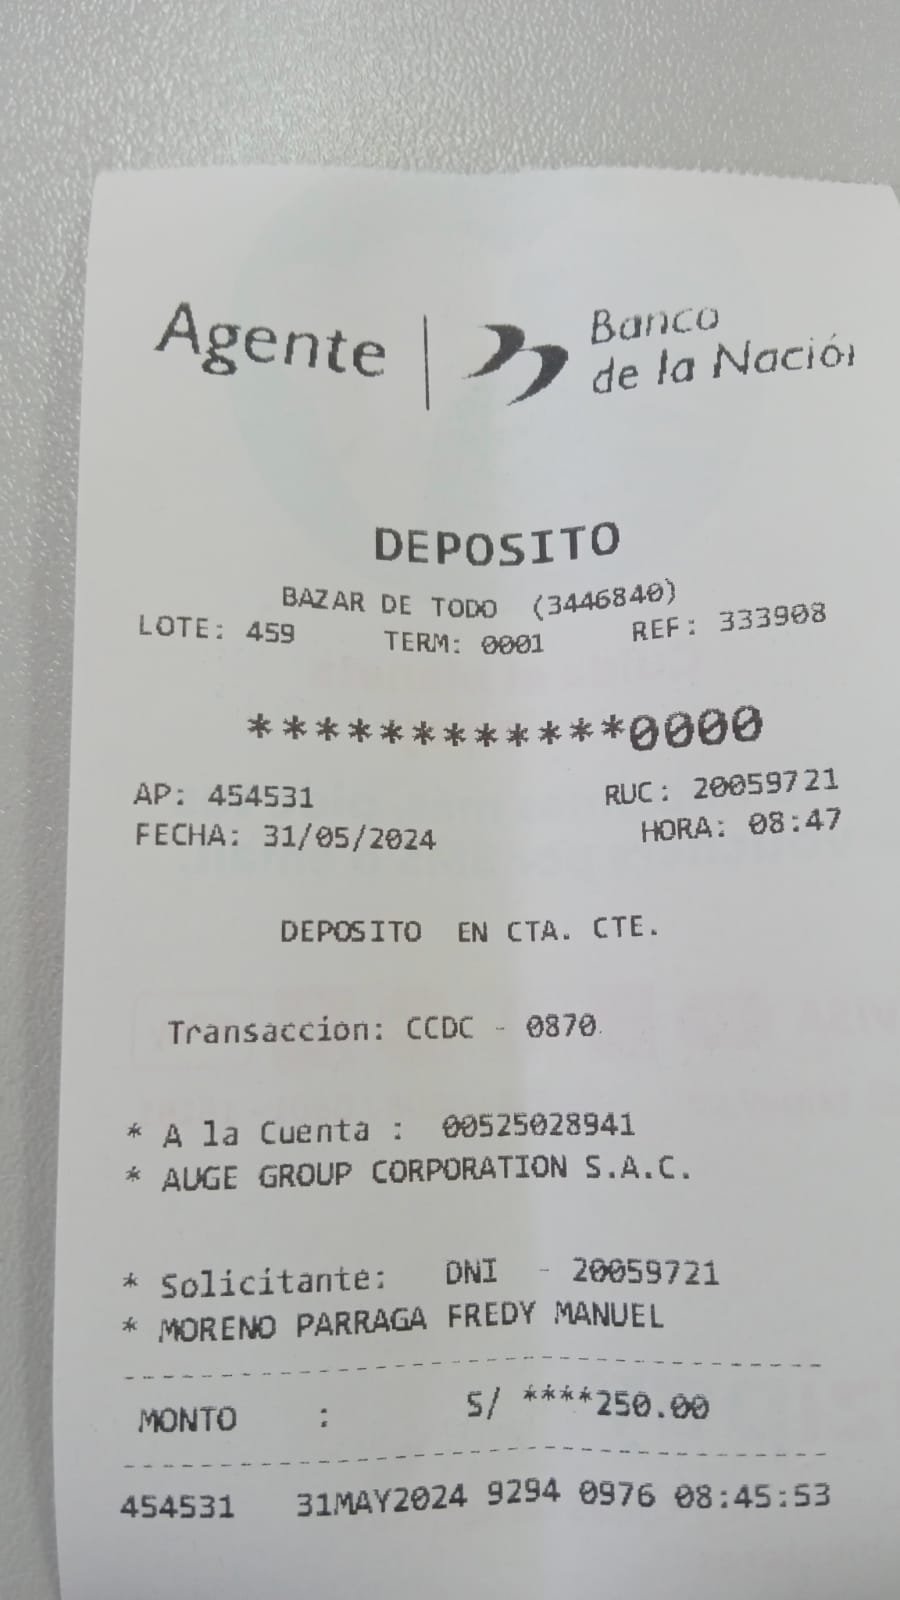 Agente | Banco
de la Nación
DEPOSITO
BAZAR DE TODO (3446840)
LOTE: 459 TERM: 0001 REF: 333908
************0000
AP: 454531 RUC: 20059721
FECHA: 31/05/2024 HORA: 08:47
DEPOSITO EN CTA. CTE.
Transaccion: CCDC - 0870
* A la Cuenta : 00525028941
* AUGE GROUP CORPORATION S.A.C.
* Solicitante: DNI - 20059721
* MORENO PARRAGA FREDY MANUEL
MONTO : S/ ****250.00
454531 31MAY2024 9294 0976 08:45:53